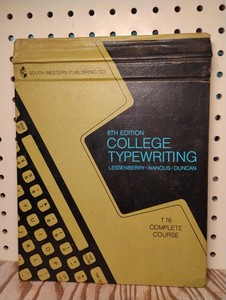 SOUTH-WESTERN PUBLISHING CO.
8TH EDITION
COLLEGE
TYPEWRITING
LESSENBERRY • WANOUS • DUNCAN
T 76
COMPLETE
COURSE